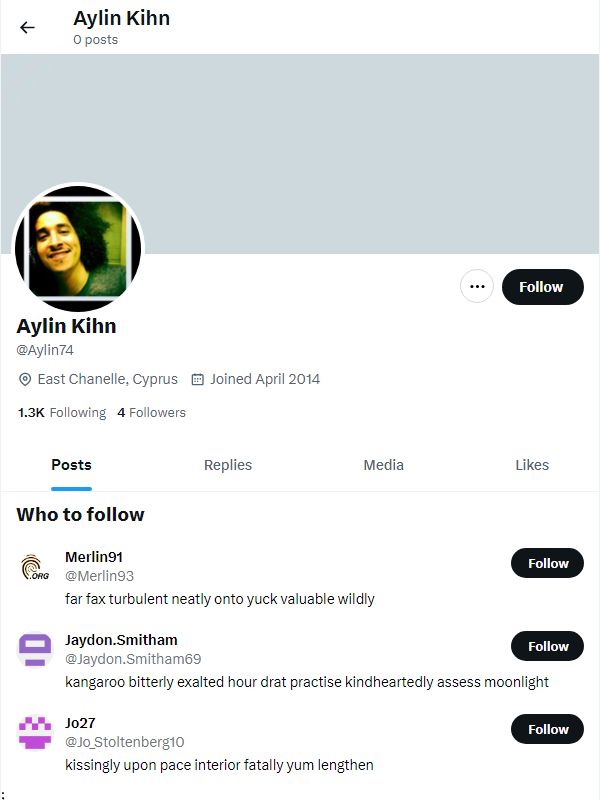 Aylin Kihn
0 posts
Follow
Aylin Kihn
@Aylin74
East Chanelle, Cyprus Joined April 2014
1.3K Following 4 Followers
Posts Replies Media Likes
Who to follow
.ORG
Merlin91
@Merlin93
Follow
far fax turbulent neatly onto yuck valuable wildly
Jaydon.Smitham
@Jaydon.Smitham69
Follow
kangaroo bitterly exalted hour drat practise kindheartedly assess moonlight
Jo27
@Jo_Stoltenberg10
Follow
kissingly upon pace interior fatally yum lengthen
;